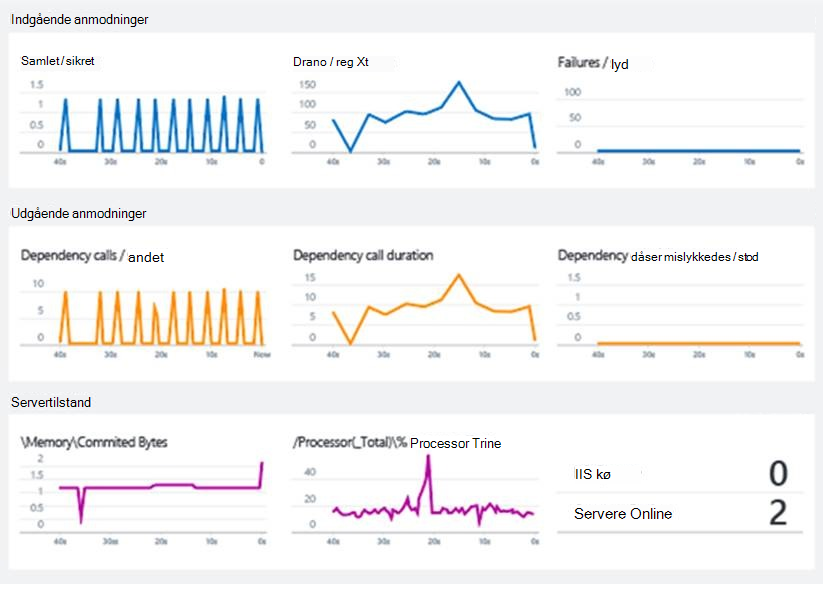 Indgående anmodninger
Samlet/sikret
Drano / reg Xt
Failures / lyd
1.5
1
0.5
0
40s 30s 20s 10s 0
150
100
50
0
40s 30s 20s 10s 0s
100
50
0
40s 30s 20s 10s 0s
Udgående anmodninger
Dependency calls / andet
Dependency call duration
Dependency dåser mislykkedes / stod
10
5
0
40s 30s 20s 10s Now
15
10
5
0
40s 30s 20s 10s 0s
1.5
1
0.5
0
40s 30s 20s 10s 0s
Servertilstand
\Memory\Commited Bytes
/Processor(_Total)\% Processor Trine
2
1.5
1
0.5
0
40s 30s 20s 10s 0s
40
20
0
40s 30s 20s 10s 0s
IIS kø 0
Servere Online 2